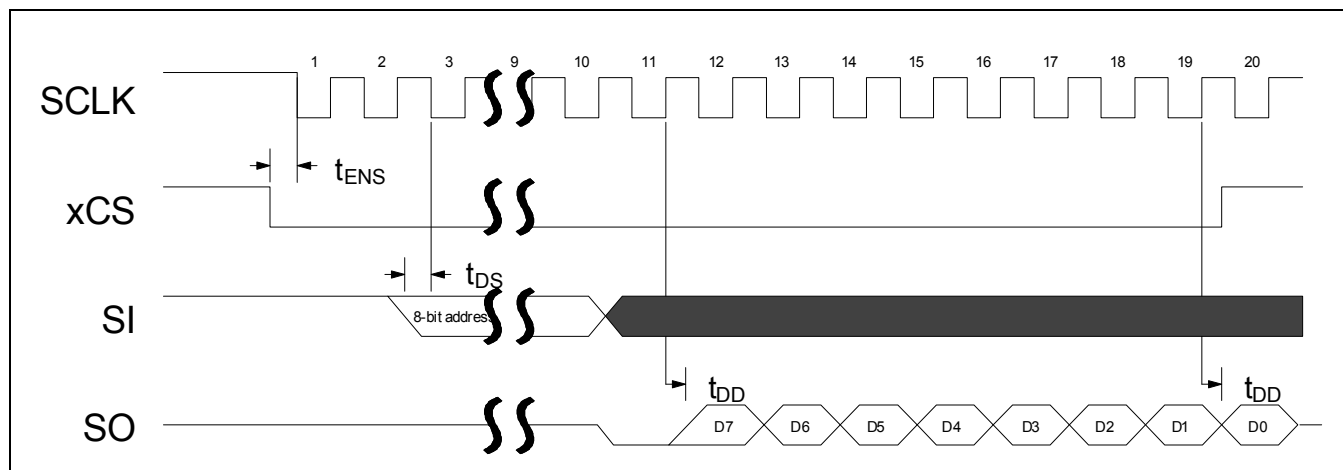 1 2 3 9 10 11 12 13 14 15 16 17 18 19 20
SCLK
tENS
xCS
tDS
SI
8-bit address
tDD tDD
SO
D7 D6 D5 D4 D3 D2 D1 D0